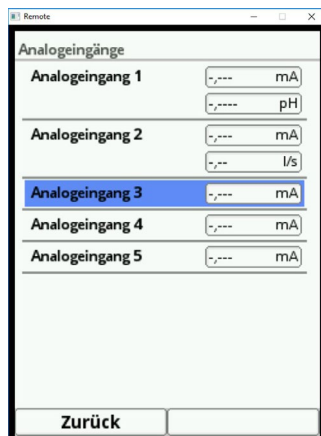 Remote
Analogeingänge
Analogeingang 1 -,--- mA
-,---- pH
Analogeingang 2 -,--- mA
-,-- l/s
Analogeingang 3 -,--- mA
Analogeingang 4 -,--- mA
Analogeingang 5 -,--- mA
Zurück